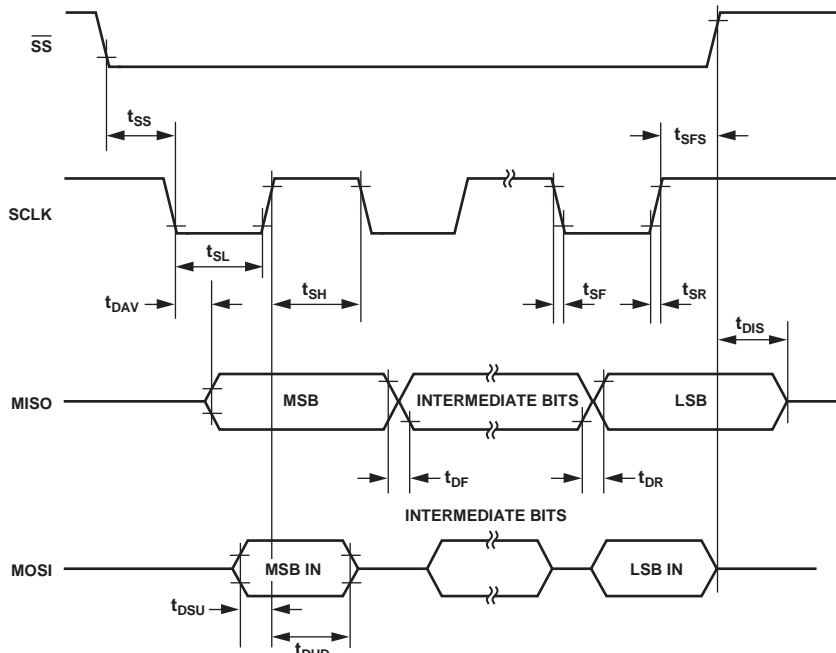 SS
tSS
tSFS
SCLK
tSL
tDAV
tSH
tSF
tSR
tDIS
MISO
MSB
INTERMEDIATE BITS
LSB
tDF
tDR
INTERMEDIATE BITS
MOSI
MSB IN
LSB IN
tDSU